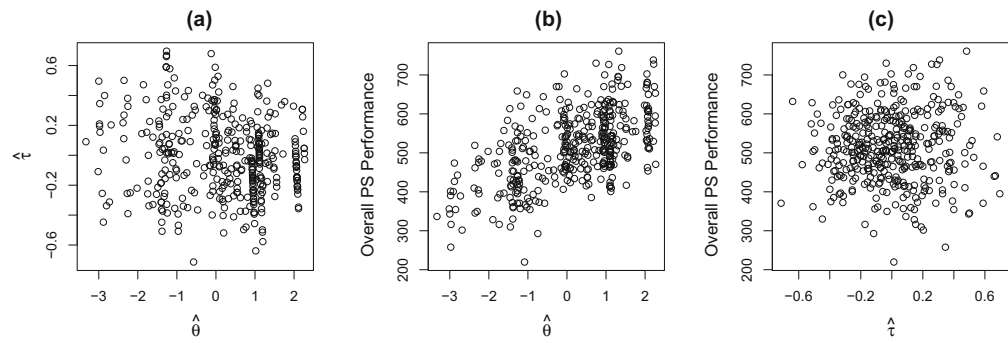 (a)
0.6
0.2
−0.2
−0.6
τ̂
−3 −2 −1 0 1 2
θ̂
(b)
700
600
500
400
300
200
Overall PS Performance
−3 −2 −1 0 1 2
θ̂
(c)
700
600
500
400
300
200
Overall PS Performance
−0.6 −0.2 0.2 0.6
τ̂